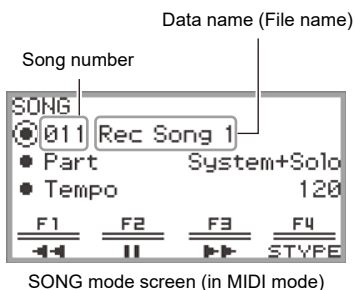 Data name (File name)
Song number
SONG
011 Rec Song 1
Part System+Solo
Tempo 120
F1 F2 F3 F4
STYPE
SONG mode screen (in MIDI mode)